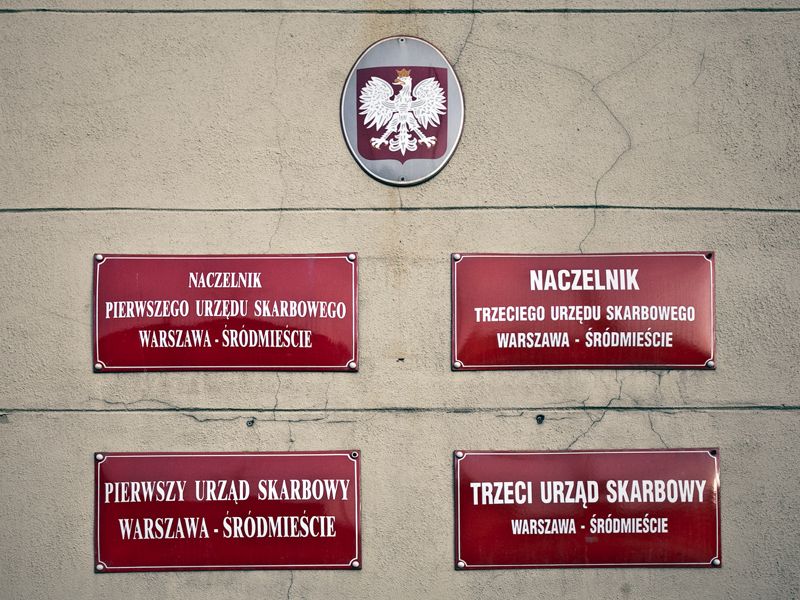 NACZELNIK
PIERWSZEGO URZĘDU SKARBOWEGO
WARSZAWA - ŚRÓDMIEŚCIE
NACZELNIK
TRZECIEGO URZĘDU SKARBOWEGO
WARSZAWA - ŚRÓDMIEŚCIE
PIERWSZY URZĄD SKARBOWY
WARSZAWA - ŚRÓDMIEŚCIE
TRZECI URZĄD SKARBOWY
WARSZAWA - ŚRÓDMIEŚCIE